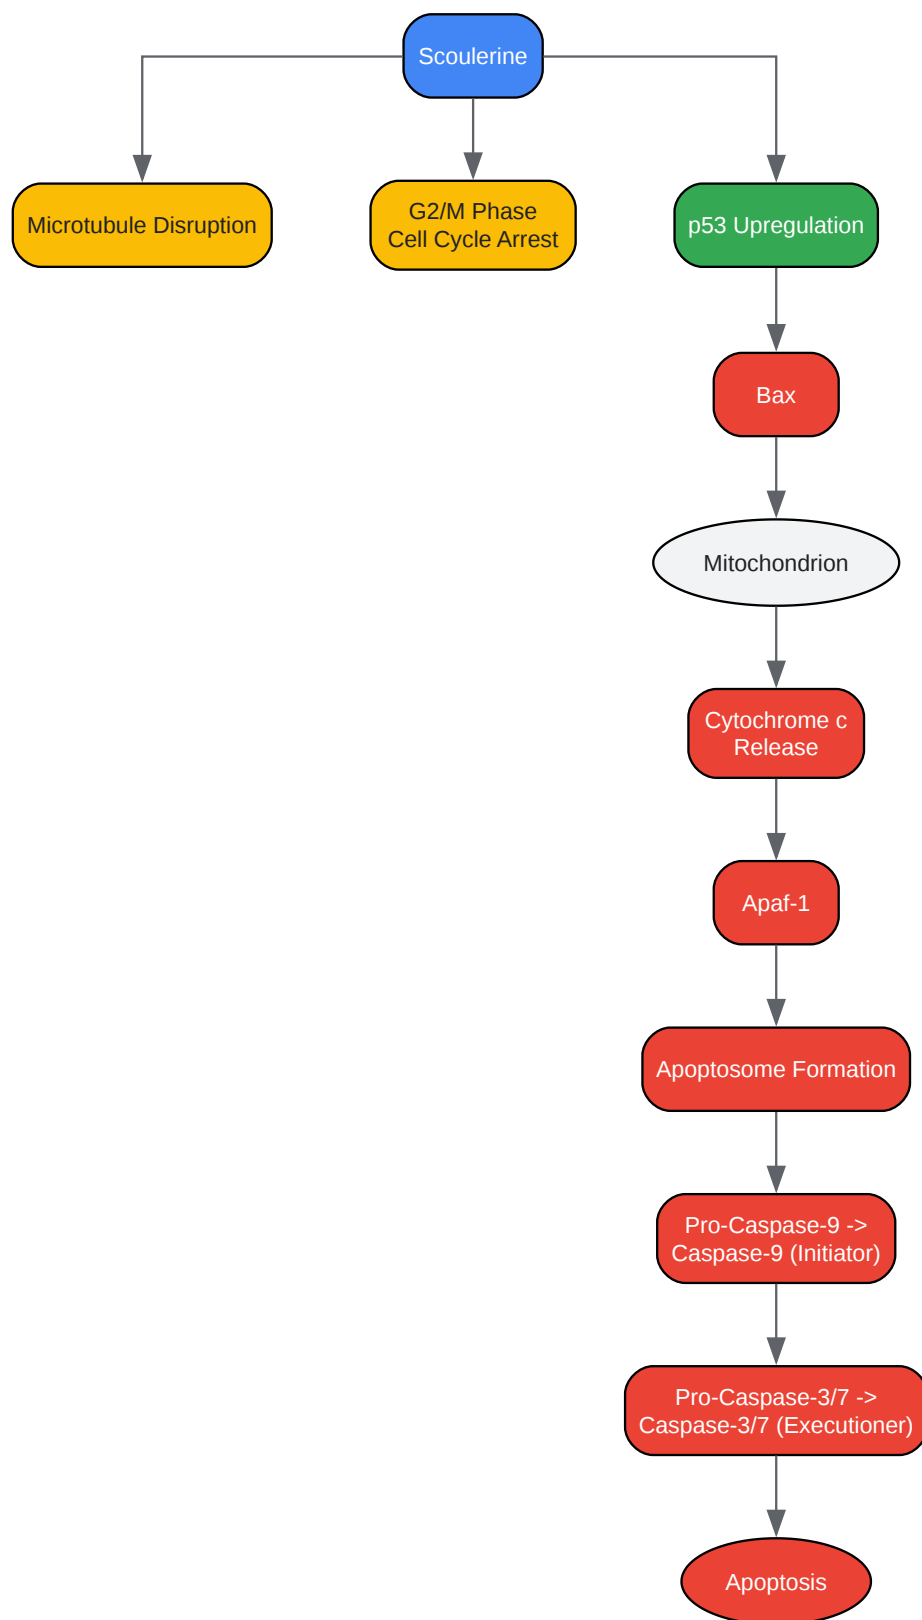 Scoulerine
Microtubule Disruption
G2/M Phase
Cell Cycle Arrest
p53 Upregulation
Bax
Mitochondrion
Cytochrome c
Release
Apaf-1
Apoptosome Formation
Pro-Caspase-9 ->
Caspase-9 (Initiator)
Pro-Caspase-3/7 ->
Caspase-3/7 (Executioner)
Apoptosis